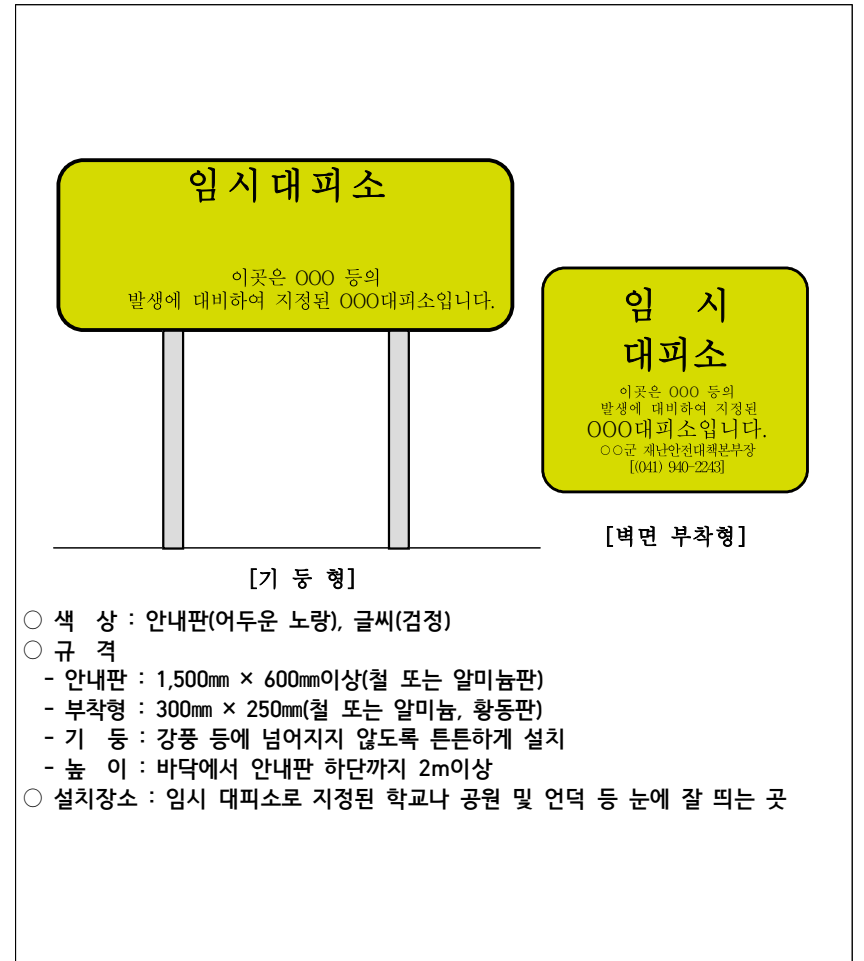 임시대피소
이곳은 OOO 등의
발생에 대비하여 지정된 OOO대피소입니다.
[기 둥 형]
임 시
대피소
이곳은 OOO 등의
발생에 대비하여 지정된
OOO대피소입니다.
○○군 재난안전대책본부장
[(041) 940-2243]
[벽면 부착형]
○ 색 상 : 안내판(어두운 노랑), 글씨(검정)
○ 규 격
- 안내판 : 1,500㎜ × 600㎜이상(철 또는 알미늄판)
- 부착형 : 300㎜ × 250㎜(철 또는 알미늄, 황동판)
- 기 둥 : 강풍 등에 넘어지지 않도록 튼튼하게 설치
- 높 이 : 바닥에서 안내판 하단까지 2m이상
○ 설치장소 : 임시 대피소로 지정된 학교나 공원 및 언덕 등 눈에 잘 띄는 곳